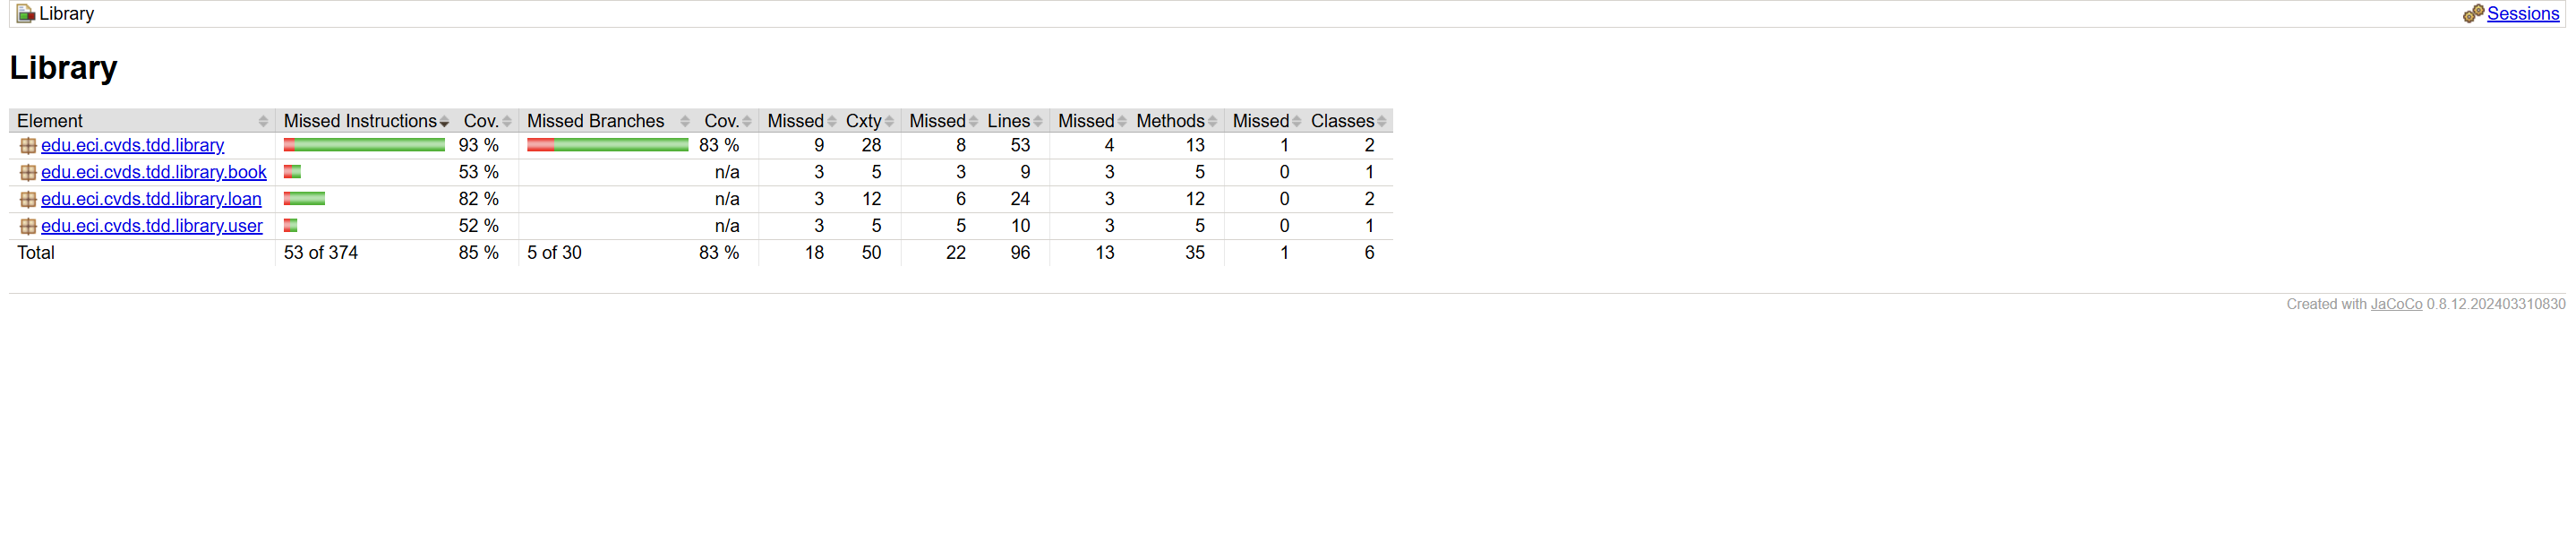 Library Sessions
Library
Element Missed Instructions Cov. Missed Branches Cov. Missed Cxty Missed Lines Missed Methods Missed Classes
edu.eci.cvds.tdd.library 93 % 83 % 9 28 8 53 4 13 1 2
edu.eci.cvds.tdd.library.book 53 % n/a 3 5 3 9 3 5 0 1
edu.eci.cvds.tdd.library.loan 82 % n/a 3 12 6 24 3 12 0 2
edu.eci.cvds.tdd.library.user 52 % n/a 3 5 5 10 3 5 0 1
Total 53 of 374 85 % 5 of 30 83 % 18 50 22 96 13 35 1 6
Created with JaCoCo 0.8.12.202403310830